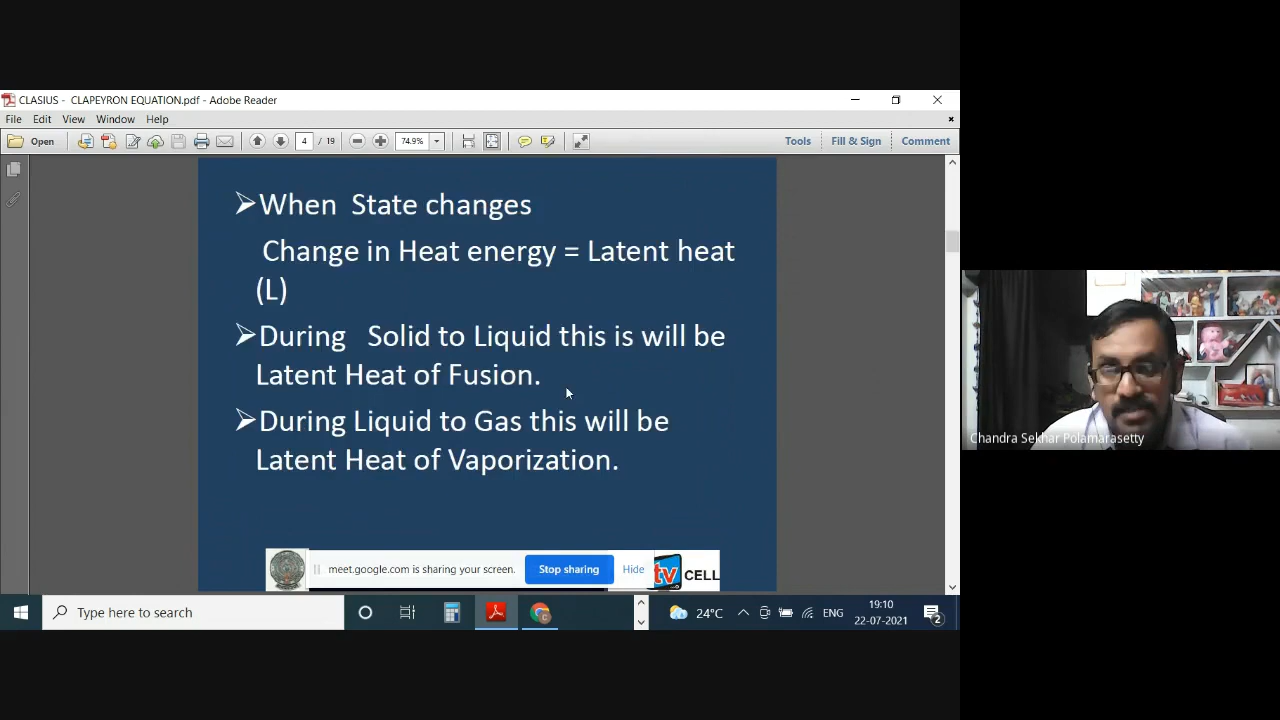 CLASIUS - CLAPEYRON EQUATION.pdf - Adobe Reader
File Edit View Window Help
Open 4 / 19 74.9% Tools Fill & Sign Comment
➢When State changes
Change in Heat energy = Latent heat
(L)
➢During Solid to Liquid this is will be
Latent Heat of Fusion.
➢During Liquid to Gas this will be
Latent Heat of Vaporization.
Chandra Sekhar Polamarasetty
meet.google.com is sharing your screen. Stop sharing Hide tv CELL
Type here to search 24°C ENG 19:10
22-07-2021 2